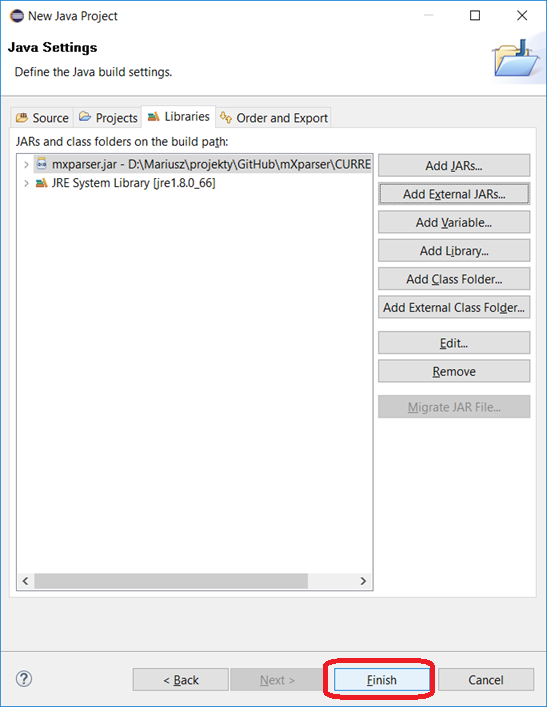 New Java Project
Java Settings
Define the Java build settings.
Source Projects Libraries Order and Export
JARs and class folders on the build path:
mxparser.jar - D:\Mariusz\projekty\GitHub\mXparser\CURRE
JRE System Library [jre1.8.0_66]
Add JARs...
Add External JARs...
Add Variable...
Add Library...
Add Class Folder...
Add External Class Folder...
Edit...
Remove
Migrate JAR File...
< Back Next > Finish Cancel